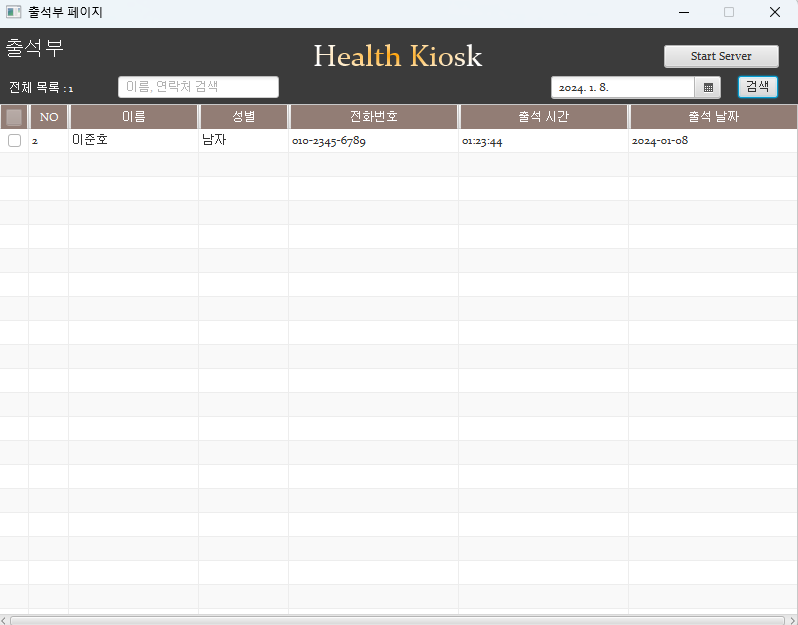 출석부 페이지
출석부
Health Kiosk
Start Server
전체 목록 : 1
이름, 연락처 검색
2024. 1. 8.
검색
NO 이름 성별 전화번호 출석 시간 출석 날짜
2 이준호 남자 010-2345-6789 01:23:44 2024-01-08